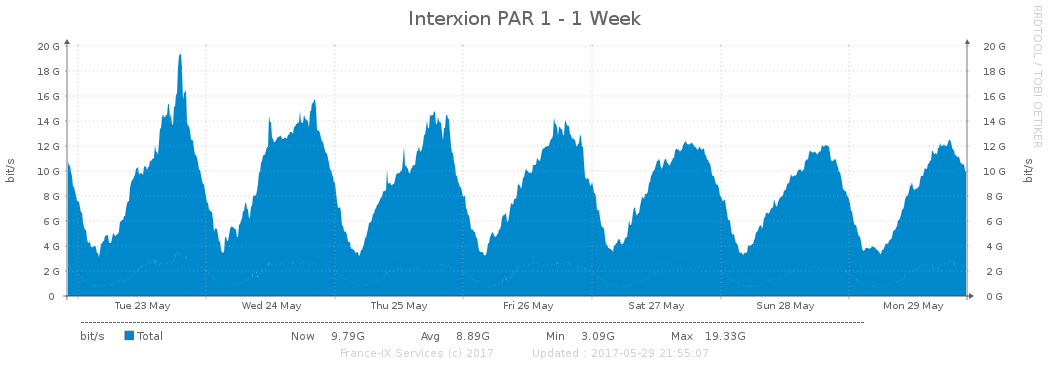 Interxion PAR 1 - 1 Week
RRDTOOL / TOBI OETIKER
20 G 20 G
18 G 18 G
16 G 16 G
14 G 14 G
12 G 12 G
10 G 10 G
8 G 8 G
6 G 6 G
4 G 4 G
2 G 2 G
0 0 G
bit/s
bit/s
Tue 23 May Wed 24 May Thu 25 May Fri 26 May Sat 27 May Sun 28 May Mon 29 May
bit/s Total Now 9.79G Avg 8.89G Min 3.09G Max 19.33G
France-IX Services (c) 2017 Updated : 2017-05-29 21:55:07